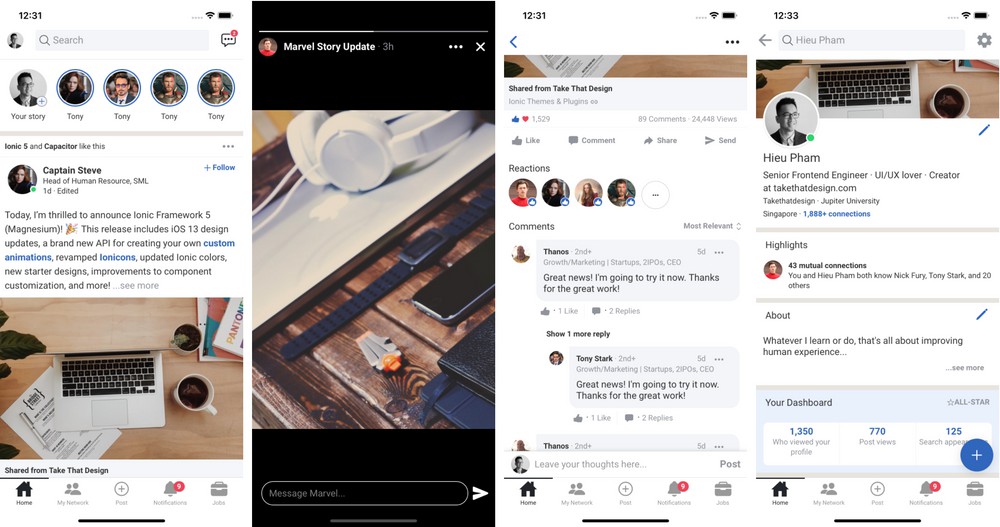 12:31
Search
Your story
Tony
Tony
Tony
Tony
Ionic 5 and Capacitor like this
Captain Steve
+ Follow
Head of Human Resource, SML
1d · Edited
Today, I'm thrilled to announce Ionic Framework 5
(Magnesium)! 🎉 This release includes iOS 13 design
updates, a brand new API for creating your own custom
animations, revamped Ionicons, updated Ionic colors,
new starter designs, improvements to component
customization, and more! ...see more
PANTONE
Shared from Take That Design
Home
My Network
Post
9
Notifications
Jobs
Marvel Story Update · 3h
Message Marvel...
12:31
Shared from Take That Design
Ionic Themes & Plugins
1,529
89 Comments · 24,448 Views
Like
Comment
Share
Send
Reactions
Comments
Most Relevant
Thanos · 2nd+
5d
Growth/Marketing | Startups, 2IPOs, CEO
Great news! I'm going to try it now. Thanks
for the great work!
· 1 Like
· 2 Replies
Show 1 more reply
Tony Stark · 2nd+
5d
Growth/Marketing | Startups, 2IPOs, CEO
Great news! I'm going to try it now.
Thanks for the great work!
· 1 Like
· 2 Replies
Thanos · 2nd+
5d
Leave your thoughts here...
Post
Home
My Network
Post
9
Notifications
Jobs
12:33
Hieu Pham
Hieu Pham
Senior Frontend Engineer · UI/UX lover · Creator
at takethatdesign.com
Takethatdesign · Jupiter University
Singapore · 1,888+ connections
Highlights
43 mutual connections
You and Hieu Pham both know Nick Fury, Tony Stark, and 20
others
About
Whatever I learn or do, that's all about improving
human experience...
...see more
Your Dashboard
☆ALL-STAR
1,350
Who viewed your
profile
770
Post views
125
Search
Home
My Network
Post
9
Notifications
Jobs